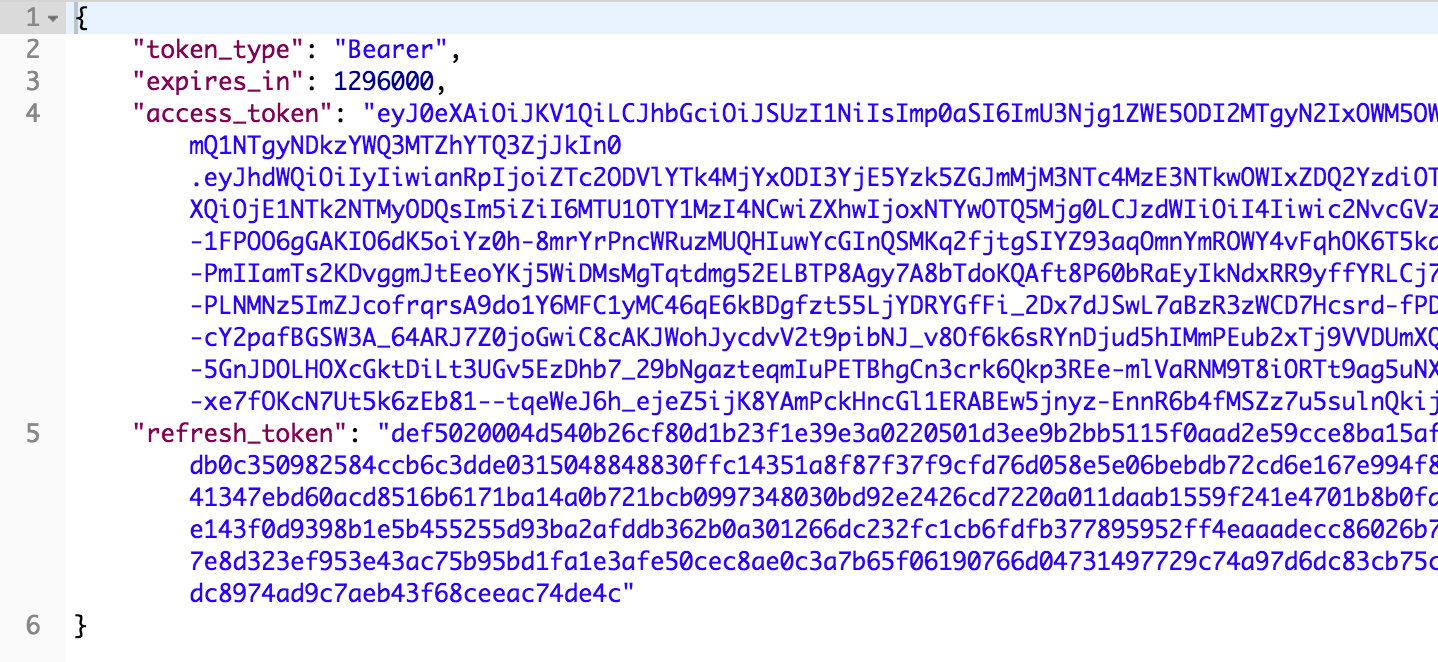 1 {
2 "token_type": "Bearer",
3 "expires_in": 1296000,
4 "access_token": "eyJ0eXAiOiJKV1QiLCJhbGciOiJSUzI1NiIsImp0aSI6ImU3Njg1ZWE5ODI2MTgyN2IxOWM5OW
mQ1NTgyNDkzYWQ3MTZhYTQ3ZjJkIn0
.eyJhdWQiOiIyIiwianRpIjoiZTc2ODVlYTk4MjYxODI3YjE5Yzk5ZGJmMjM3NTc4MzE3NTkwOWIxZDQ2YzdiOT
XQiOjE1NTk2NTMyODQsIm5iZiI6MTU1OTY1MzI4NCwiZXhwIjoxNTYwOTQ5Mjg0LCJzdWIiOiI4Iiwic2NvcGVz
-1FPOO6gGAKIO6dK5oiYz0h-8mrYrPncWRuzMUQHIuwYcGInQSMKq2fjtgSIYZ93aqOmnYmROWY4vFqhOK6T5ka
-PmIIamTs2KDvggmJtEeoYKj5WiDMsMgTqtdmg52ELBTP8Agy7A8bTdoKQAft8P60bRaEyIkNdxRR9yffYRLCj7
-PLNMNz5ImZJcofrqrsA9do1Y6MFC1yMC46qE6kBDgfzt55LjYDRYGfFi_2Dx7dJSwL7aBzR3zWCD7Hcsrd-fPD
-cY2pafBGSW3A_64ARJ7Z0joGwiC8cAKJWohJycdvV2t9pibNJ_v8Of6k6sRYnDjud5hIMmPEub2xTj9VVDUmXQ
-5GnJDOLHOXcGktDiLt3UGv5EzDhb7_29bNgazteqmIuPETBhgCn3crk6Qkp3REe-mlVaRNM9T8iORTt9ag5uNX
-xe7fOKcN7Ut5k6zEb81--tqeWeJ6h_ejeZ5ijK8YAmPckHncGl1ERABEw5jnyz-EnnR6b4fMSZz7u5sulnQkij
5 "refresh_token": "def5020004d540b26cf80d1b23f1e39e3a0220501d3ee9b2bb5115f0aad2e59cce8ba15af
db0c350982584ccb6c3dde0315048848830ffc14351a8f87f37f9cfd76d058e5e06bebdb72cd6e167e994f8
41347ebd60acd8516b6171ba14a0b721bcb0997348030bd92e2426cd7220a011daab1559f241e4701b8b0fa
e143f0d9398b1e5b455255d93ba2afddb362b0a301266dc232fc1cb6fdfb377895952ff4eaaadecc86026b7
7e8d323ef953e43ac75b95bd1fa1e3afe50cec8ae0c3a7b65f06190766d04731497729c74a97d6dc83cb75c
dc8974ad9c7aeb43f68ceeac74de4c"
6 }